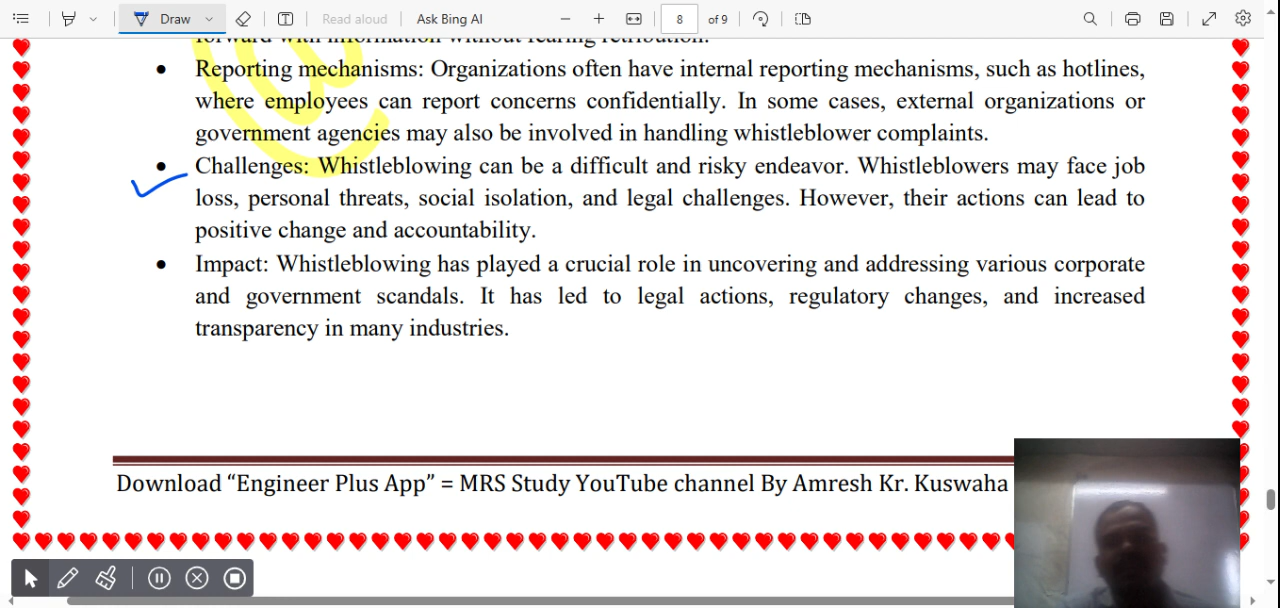 Draw
Read aloud
Ask Bing AI
8
of 9
forward with information without fearing retribution.
• Reporting mechanisms: Organizations often have internal reporting mechanisms, such as hotlines,
where employees can report concerns confidentially. In some cases, external organizations or
government agencies may also be involved in handling whistleblower complaints.
• Challenges: Whistleblowing can be a difficult and risky endeavor. Whistleblowers may face job
loss, personal threats, social isolation, and legal challenges. However, their actions can lead to
positive change and accountability.
• Impact: Whistleblowing has played a crucial role in uncovering and addressing various corporate
and government scandals. It has led to legal actions, regulatory changes, and increased
transparency in many industries.
Download “Engineer Plus App” = MRS Study YouTube channel By Amresh Kr. Kuswaha